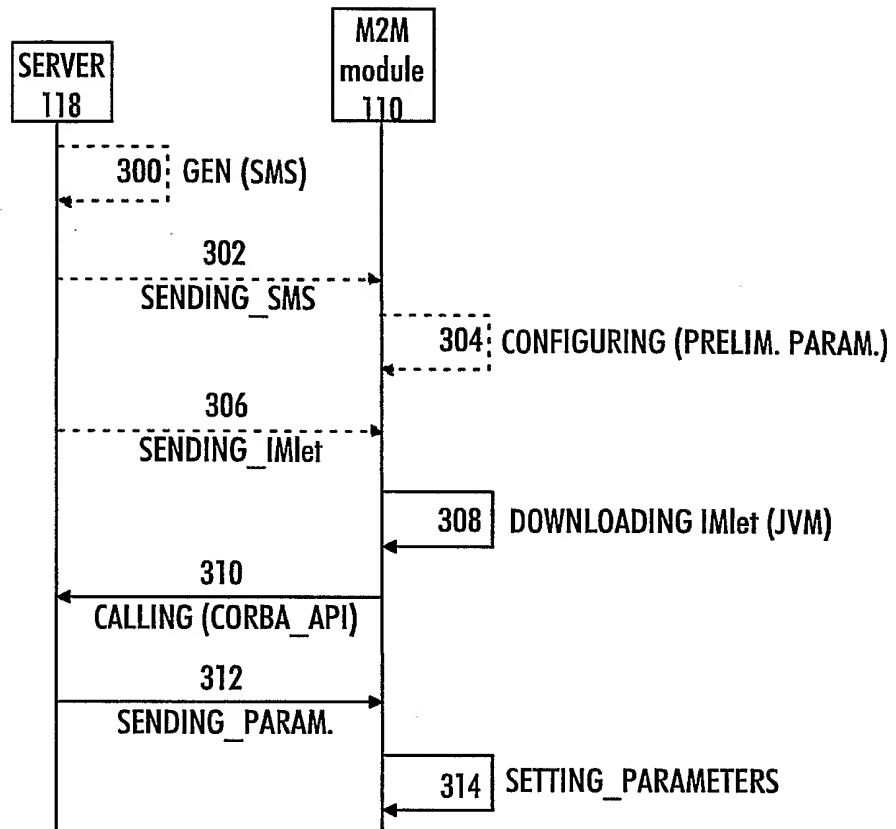 SERVER
118
M2M
module
110
300 GEN (SMS)
302
SENDING_SMS
304 CONFIGURING (PRELIM. PARAM.)
306
SENDING_IMlet
308 DOWNLOADING IMlet (JVM)
310
CALLING (CORBA_API)
312
SENDING_PARAM.
314 SETTING_PARAMETERS